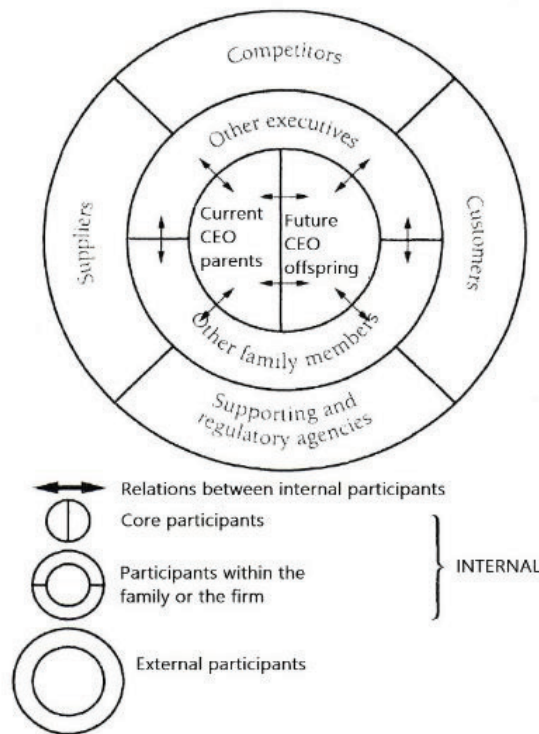 Competitors
Other executives
Suppliers
Current
CEO
parents
Future
CEO
offspring
Customers
Other family members
Supporting and
regulatory agencies
Relations between internal participants
Core participants
Participants within the
family or the firm
INTERNAL
External participants